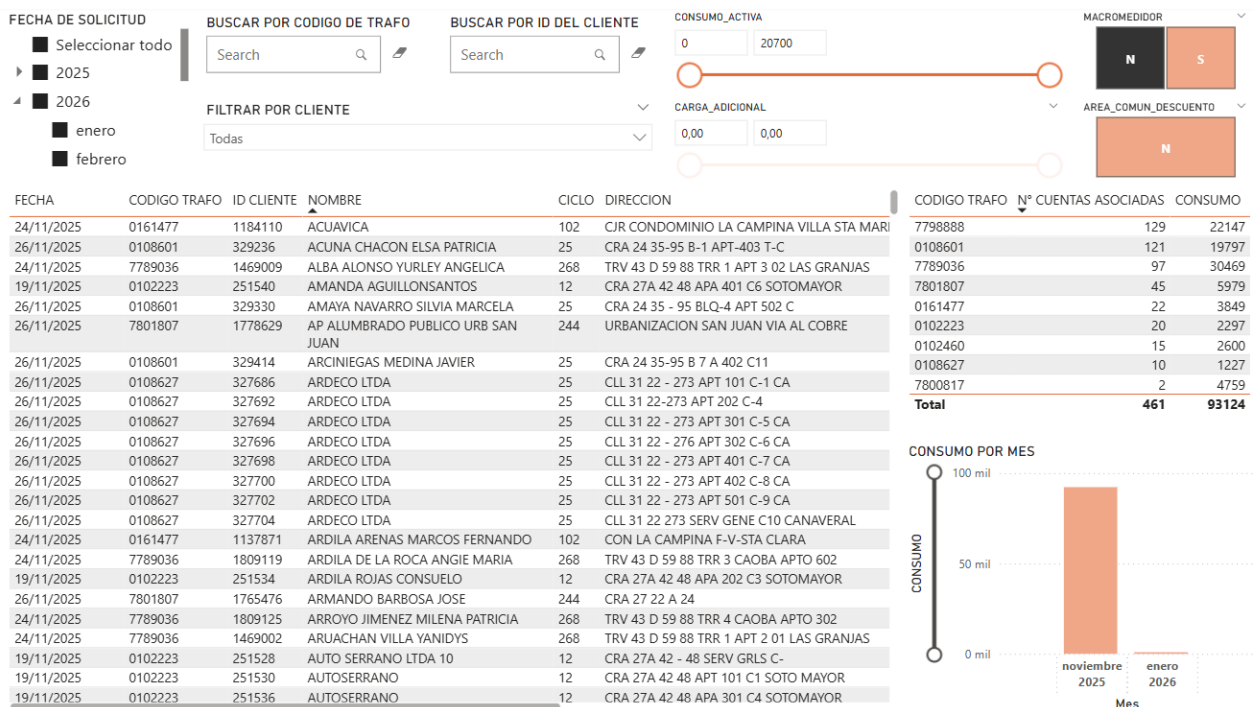 FECHA DE SOLICITUD
Seleccionar todo
2025
2026
enero
febrero
BUSCAR POR CODIGO DE TRAFO
Search
BUSCAR POR ID DEL CLIENTE
Search
FILTRAR POR CLIENTE
Todas
CONSUMO_ACTIVA
0 20700
CARGA_ADICIONAL
0,00 0,00
MACROMEDIDOR
N S
AREA_COMUN_DESCUENTO
N
FECHA CODIGO TRAFO ID CLIENTE NOMBRE CICLO DIRECCION
24/11/2025 0161477 1184110 ACUAVICA 102 CJR CONDOMINIO LA CAMPINA VILLA STA MARI
26/11/2025 0108601 329236 ACUNA CHACON ELSA PATRICIA 25 CRA 24 35-95 B-1 APT-403 T-C
24/11/2025 7789036 1469009 ALBA ALONSO YURLEY ANGELICA 268 TRV 43 D 59 88 TRR 1 APT 3 02 LAS GRANJAS
19/11/2025 0102223 251540 AMANDA AGUILLONSANTOS 12 CRA 27A 42 48 APA 401 C6 SOTOMAYOR
26/11/2025 0108601 329330 AMAYA NAVARRO SILVIA MARCELA 25 CRA 24 35 - 95 BLQ-4 APT 502 C
26/11/2025 7801807 1778629 AP ALUMBRADO PUBLICO URB SAN 244 URBANIZACION SAN JUAN VIA AL COBRE
JUAN
26/11/2025 0108601 329414 ARCINIEGAS MEDINA JAVIER 25 CRA 24 35-95 B 7 A 402 C11
26/11/2025 0108627 327686 ARDECO LTDA 25 CLL 31 22 - 273 APT 101 C-1 CA
26/11/2025 0108627 327692 ARDECO LTDA 25 CLL 31 22-273 APT 202 C-4
26/11/2025 0108627 327694 ARDECO LTDA 25 CLL 31 22 - 273 APT 301 C-5 CA
26/11/2025 0108627 327696 ARDECO LTDA 25 CLL 31 22 - 276 APT 302 C-6 CA
26/11/2025 0108627 327698 ARDECO LTDA 25 CLL 31 22 - 273 APT 401 C-7 CA
26/11/2025 0108627 327700 ARDECO LTDA 25 CLL 31 22 - 273 APT 402 C-8 CA
26/11/2025 0108627 327702 ARDECO LTDA 25 CLL 31 22 - 273 APT 501 C-9 CA
26/11/2025 0108627 327704 ARDECO LTDA 25 CLL 31 22 273 SERV GENE C10 CANAVERAL
24/11/2025 0161477 1137871 ARDILA ARENAS MARCOS FERNANDO 102 CON LA CAMPINA F-V-STA CLARA
24/11/2025 7789036 1809119 ARDILA DE LA ROCA ANGIE MARIA 268 TRV 43 D 59 88 TRR 3 CAOBA APTO 602
19/11/2025 0102223 251534 ARDILA ROJAS CONSUELO 12 CRA 27A 42 48 APA 202 C3 SOTOMAYOR
26/11/2025 7801807 1765476 ARMANDO BARBOSA JOSE 244 CRA 27 22 A 24
24/11/2025 7789036 1809125 ARROYO JIMENEZ MILENA PATRICIA 268 TRV 43 D 59 88 TRR 4 CAOBA APTO 302
24/11/2025 7789036 1469002 ARUACHAN VILLA YANIDYS 268 TRV 43 D 59 88 TRR 1 APT 2 01 LAS GRANJAS
19/11/2025 0102223 251528 AUTO SERRANO LTDA 10 12 CRA 27A 42 - 48 SERV GRLS C-
19/11/2025 0102223 251530 AUTOSERRANO 12 CRA 27A 42 48 APT 101 C1 SOTO MAYOR
19/11/2025 0102223 251536 AUTOSERRANO 12 CRA 27A 42 48 APA 301 C4 SOTOMAYOR
CODIGO TRAFO N° CUENTAS ASOCIADAS CONSUMO
7798888 129 22147
0108601 121 19797
7789036 97 30469
7801807 45 5979
0161477 22 3849
0102223 20 2297
0102460 15 2600
0108627 10 1227
7800817 2 4759
Total 461 93124
CONSUMO POR MES
100 mil
50 mil
0 mil
CONSUMO
noviembre enero
2025 2026
Mes